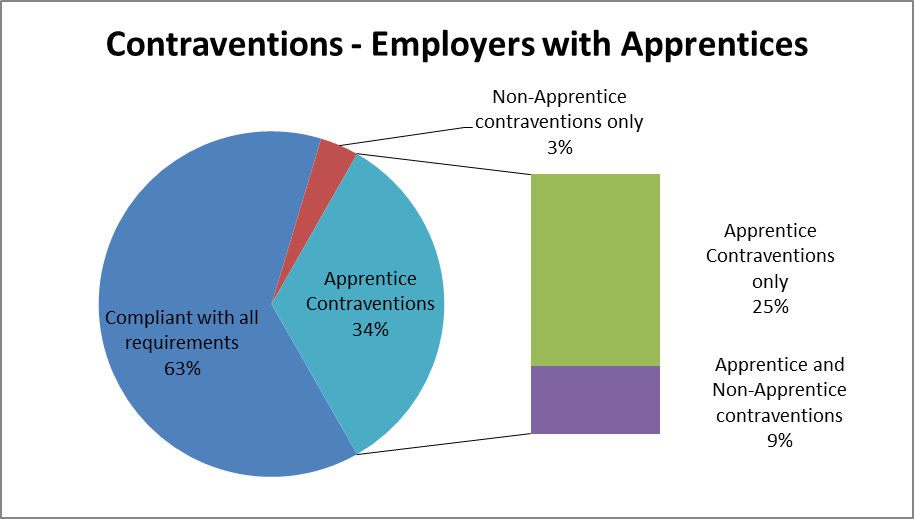 Contraventions - Employers with Apprentices
Non-Apprentice
contraventions only
3%
Apprentice
Contraventions
34%
Compliant with all
requirements
63%
Apprentice
Contraventions
only
25%
Apprentice and
Non-Apprentice
contraventions
9%